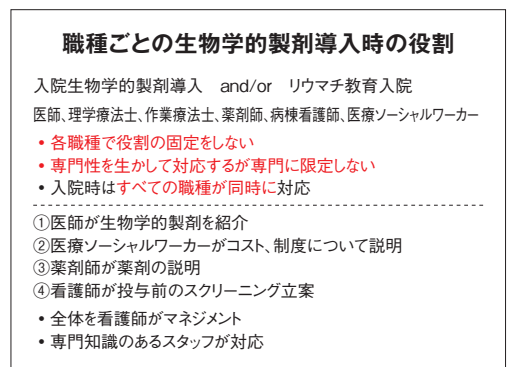 職種ごとの生物学的製剤導入時の役割
入院生物学的製剤導入　and/or　リウマチ教育入院
医師、理学療法士、作業療法士、薬剤師、病棟看護師、医療ソーシャルワーカー
• 各職種で役割の固定をしない
• 専門性を生かして対応するが専門に限定しない
• 入院時はすべての職種が同時に対応
①医師が生物学的製剤を紹介
②医療ソーシャルワーカーがコスト、制度について説明
③薬剤師が薬剤の説明
④看護師が投与前のスクリーニング立案
• 全体を看護師がマネジメント
• 専門知識のあるスタッフが対応